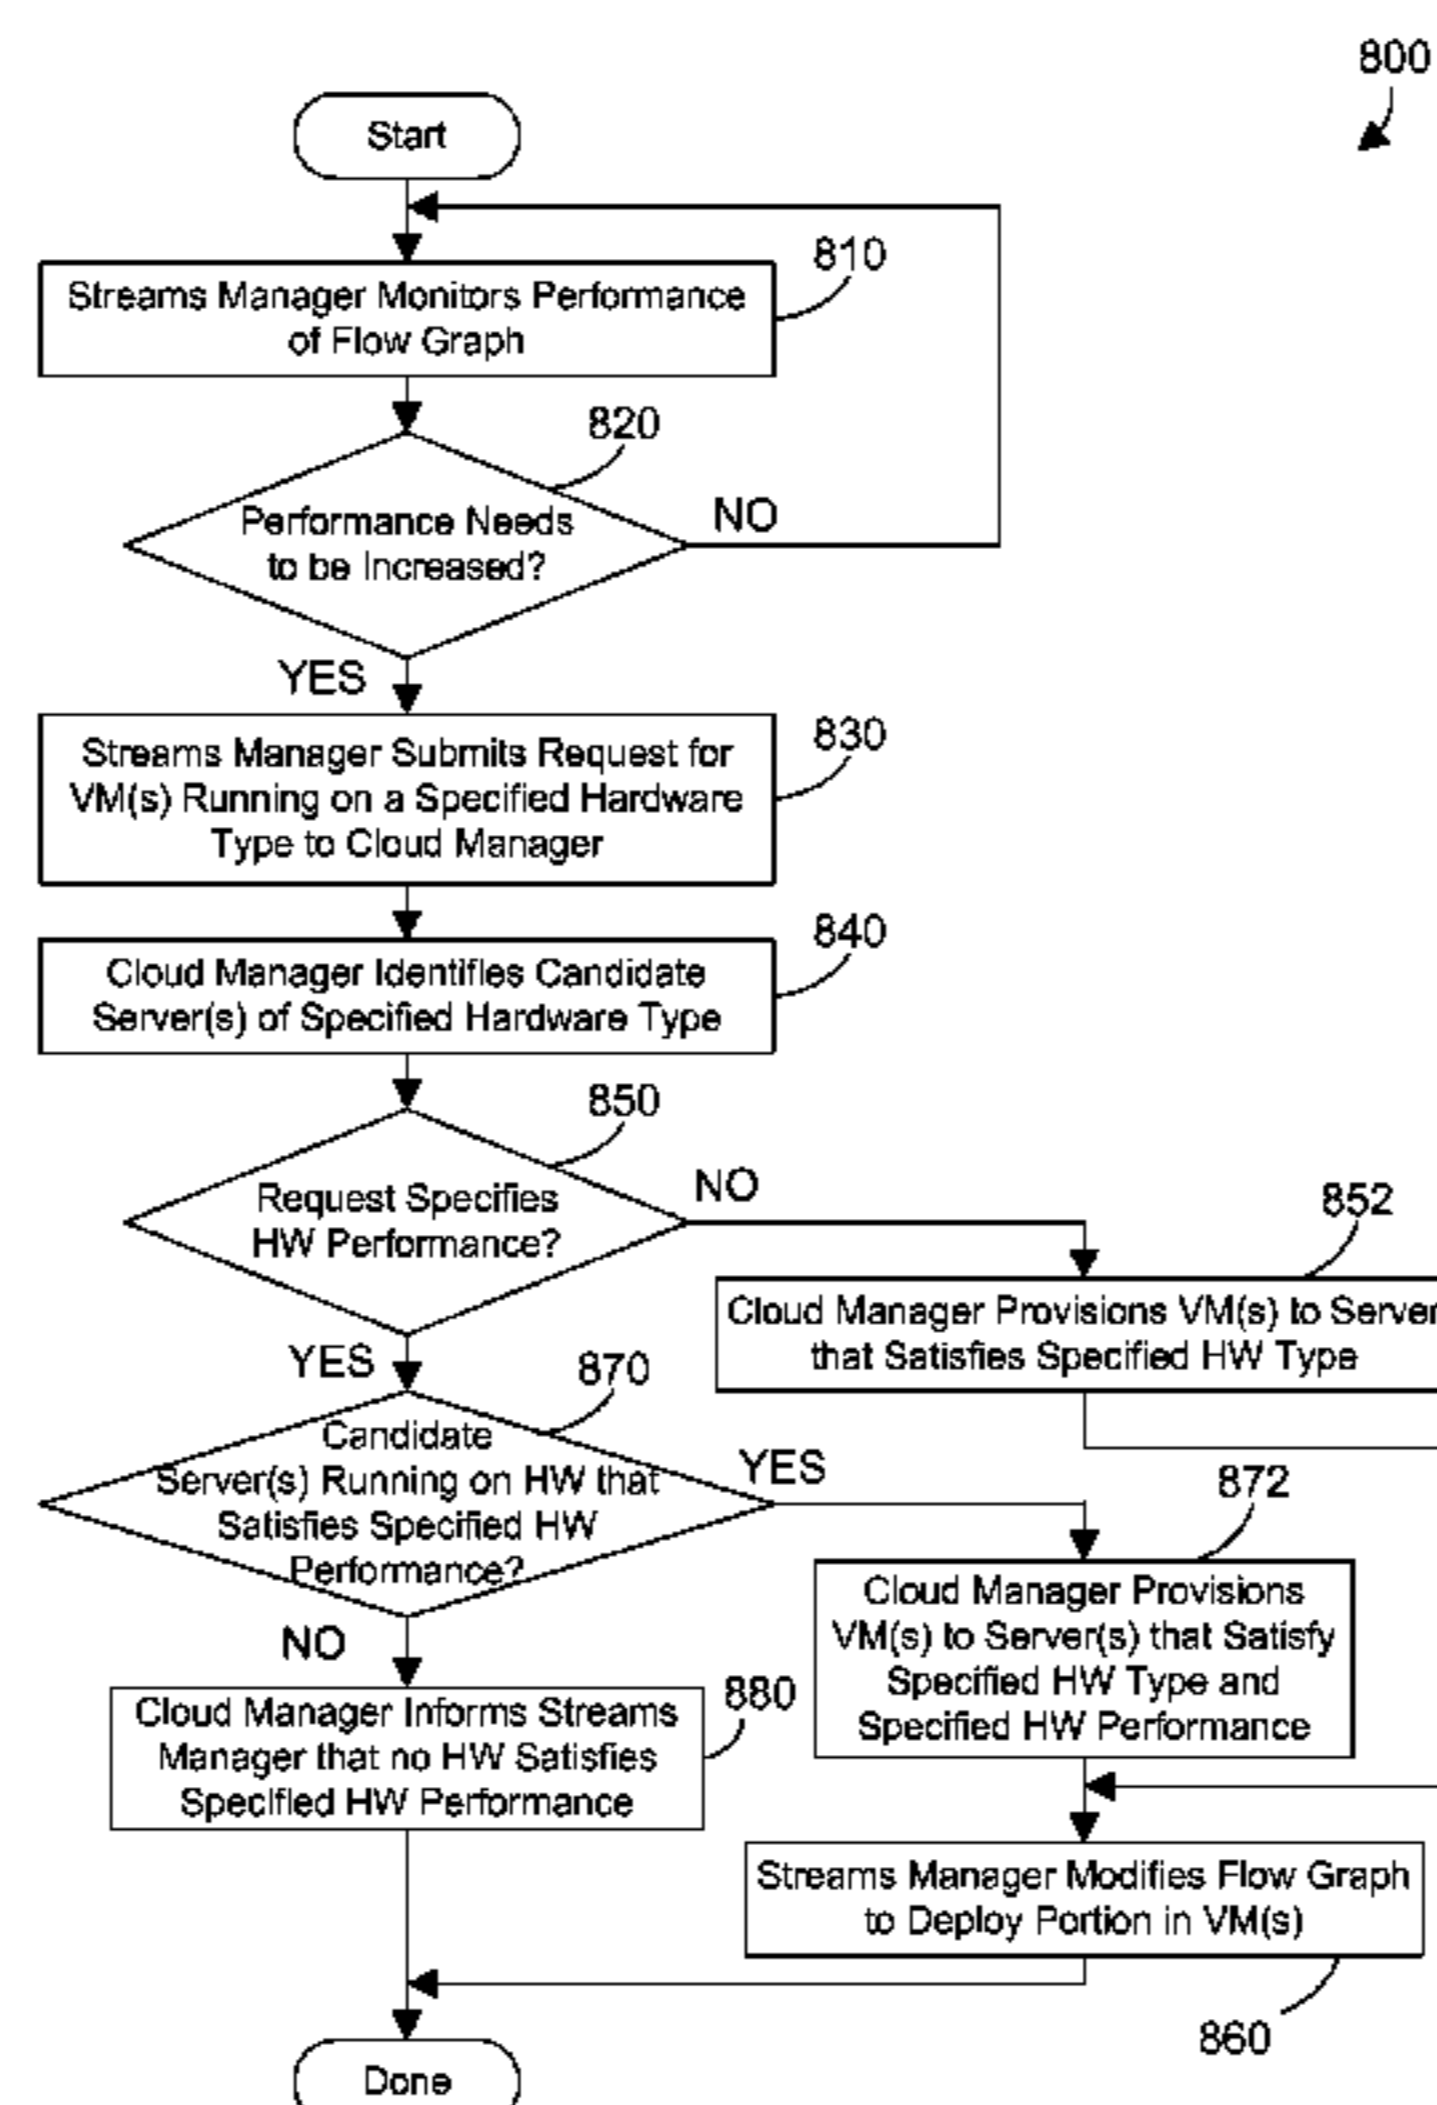 800
Start
810
Streams Manager Monitors Performance
of Flow Graph
820
Performance Needs
to be Increased?
NO
YES
830
Streams Manager Submits Request for
VM(s) Running on a Specified Hardware
Type to Cloud Manager
840
Cloud Manager Identifies Candidate
Server(s) of Specified Hardware Type
850
Request Specifies
HW Performance?
NO
852
Cloud Manager Provisions VM(s) to Server
that Satisfies Specified HW Type
YES
870
Candidate
Server(s) Running on HW that
Satisfies Specified HW
Performance?
YES
872
Cloud Manager Provisions
VM(s) to Server(s) that Satisfy
Specified HW Type and
Specified HW Performance
NO
880
Cloud Manager Informs Streams
Manager that no HW Satisfies
Specified HW Performance
Streams Manager Modifies Flow Graph
to Deploy Portion in VM(s)
860
Done